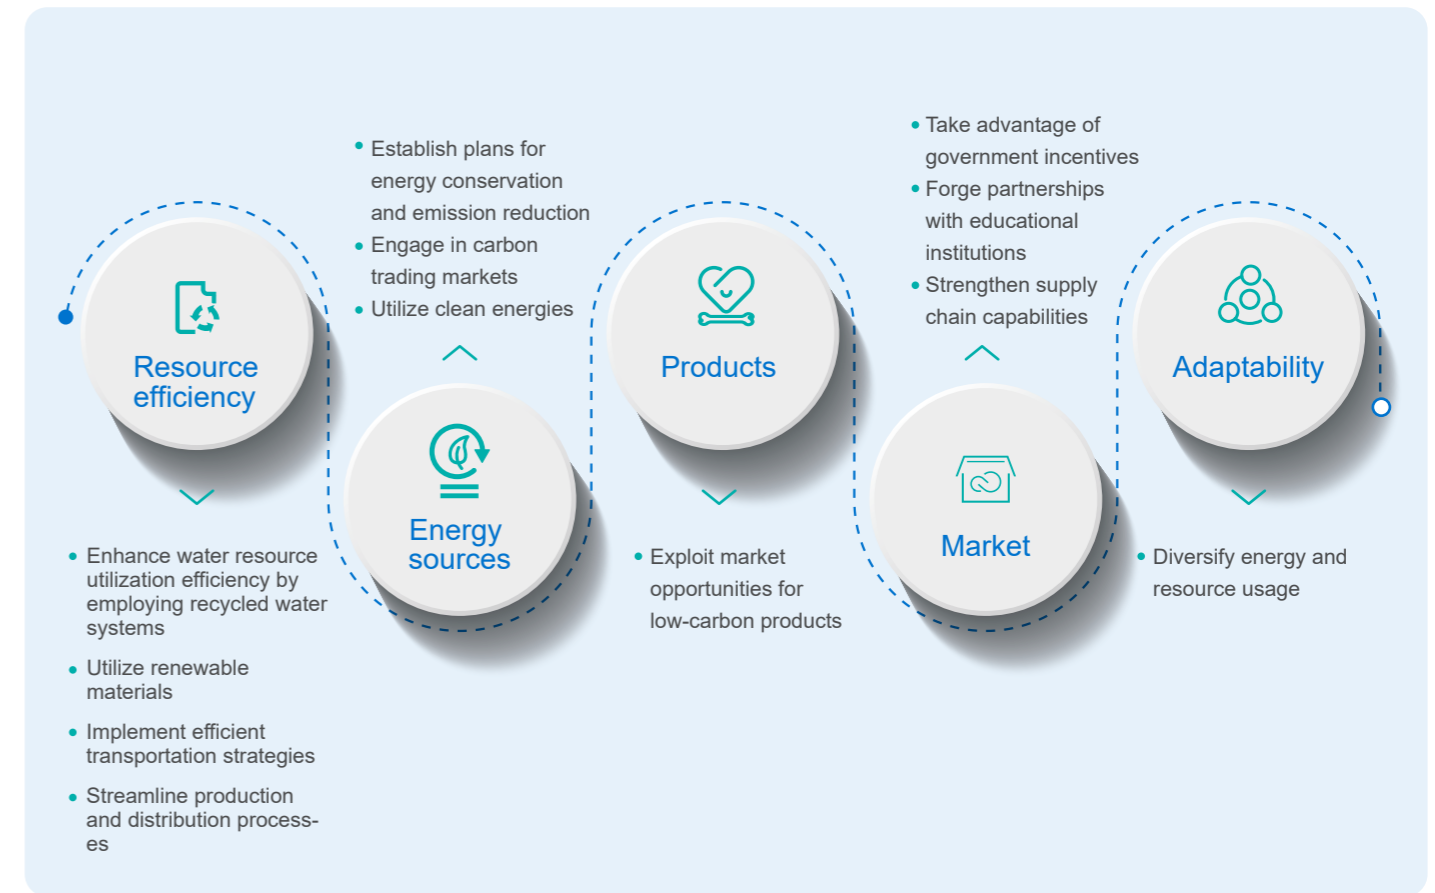 Resource
efficiency
Enhance water resource
utilization efficiency by
employing recycled water
systems
Utilize renewable
materials
Implement efficient
transportation strategies
Streamline production
and distribution process-
es
Establish plans for
energy conservation
and emission reduction
Engage in carbon
trading markets
Utilize clean energies
Energy
sources
Products
Exploit market
opportunities for
low-carbon products
Take advantage of
government incentives
Forge partnerships
with educational
institutions
Strengthen supply
chain capabilities
Market
Adaptability
Diversify energy and
resource usage